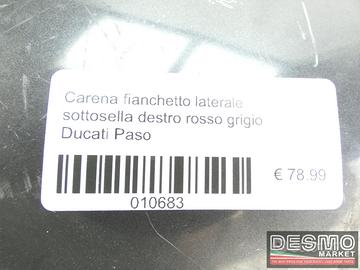 Carena fianchetto laterale
sottosella destro rosso grigio
Ducati Paso
€ 78.99
010683
DESMO
MARKET